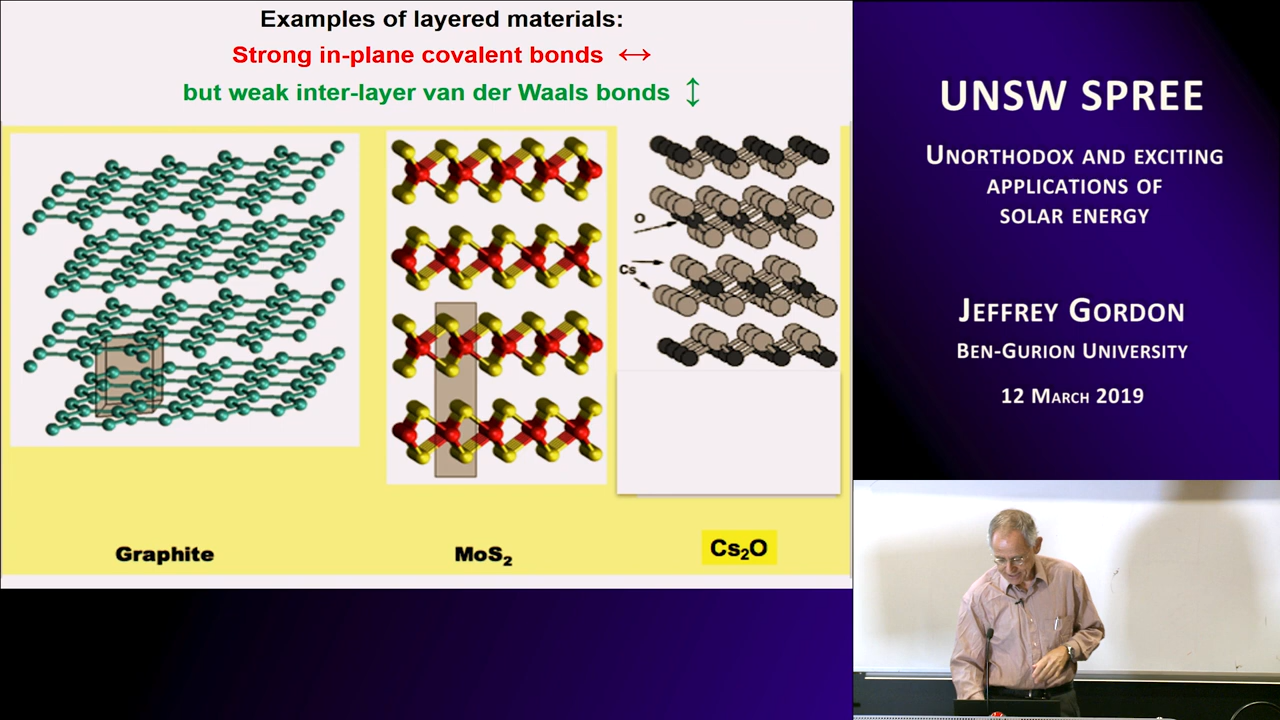 Examples of layered materials:
Strong in-plane covalent bonds ↔
but weak inter-layer van der Waals bonds ↕
O
Cs
Graphite
MoS₂
Cs₂O
UNSW SPREE
UNORTHODOX AND EXCITING
APPLICATIONS OF
SOLAR ENERGY
JEFFREY GORDON
BEN-GURION UNIVERSITY
12 MARCH 2019